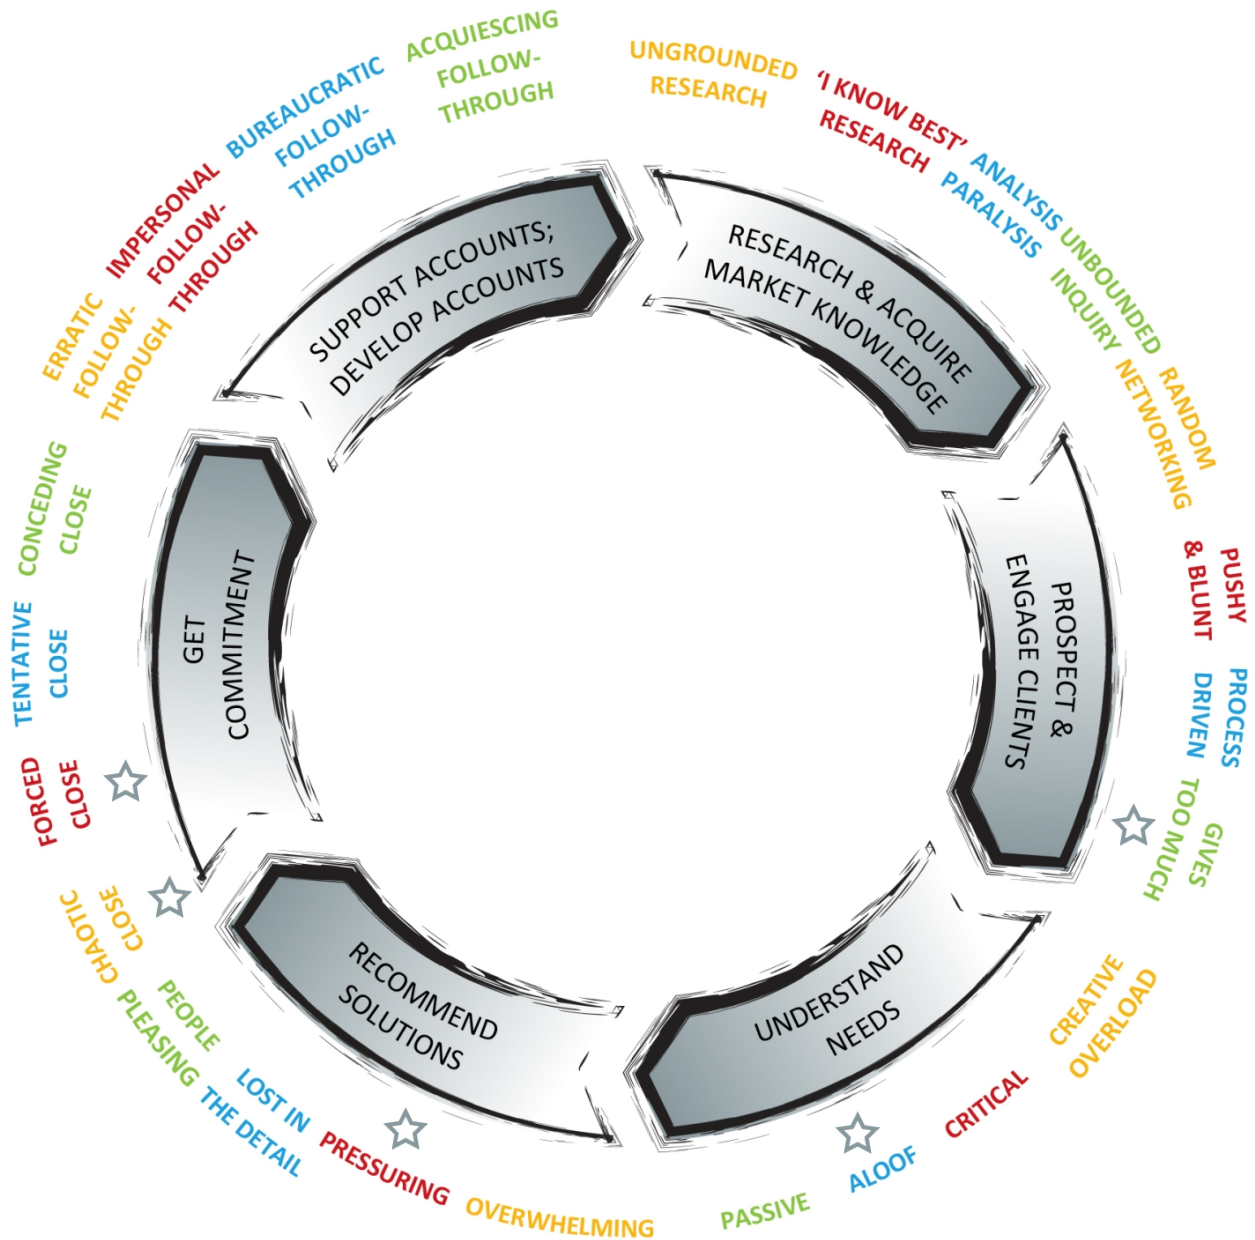 UNGROUNDED
RESEARCH
‘I KNOW BEST’
RESEARCH
ANALYSIS
PARALYSIS
UNBOUNDED
INQUIRY
RESEARCH & ACQUIRE
MARKET KNOWLEDGE
RANDOM
NETWORKING
PUSHY
& BLUNT
PROCESS
DRIVEN
GIVES
TOO MUCH
PROSPECT &
ENGAGE CLIENTS
CREATIVE
OVERLOAD
CRITICAL
ALOOF
PASSIVE
UNDERSTAND
NEEDS
OVERWHELMING
PRESSURING
LOST IN
THE DETAIL
PEOPLE
PLEASING
RECOMMEND
SOLUTIONS
CHAOTIC
CLOSE
FORCED
CLOSE
TENTATIVE
CLOSE
CONCEDING
CLOSE
GET
COMMITMENT
ERRATIC
FOLLOW-
THROUGH
IMPERSONAL
FOLLOW-
THROUGH
BUREAUCRATIC
FOLLOW-
THROUGH
ACQUIESCING
FOLLOW-
THROUGH
SUPPORT ACCOUNTS;
DEVELOP ACCOUNTS